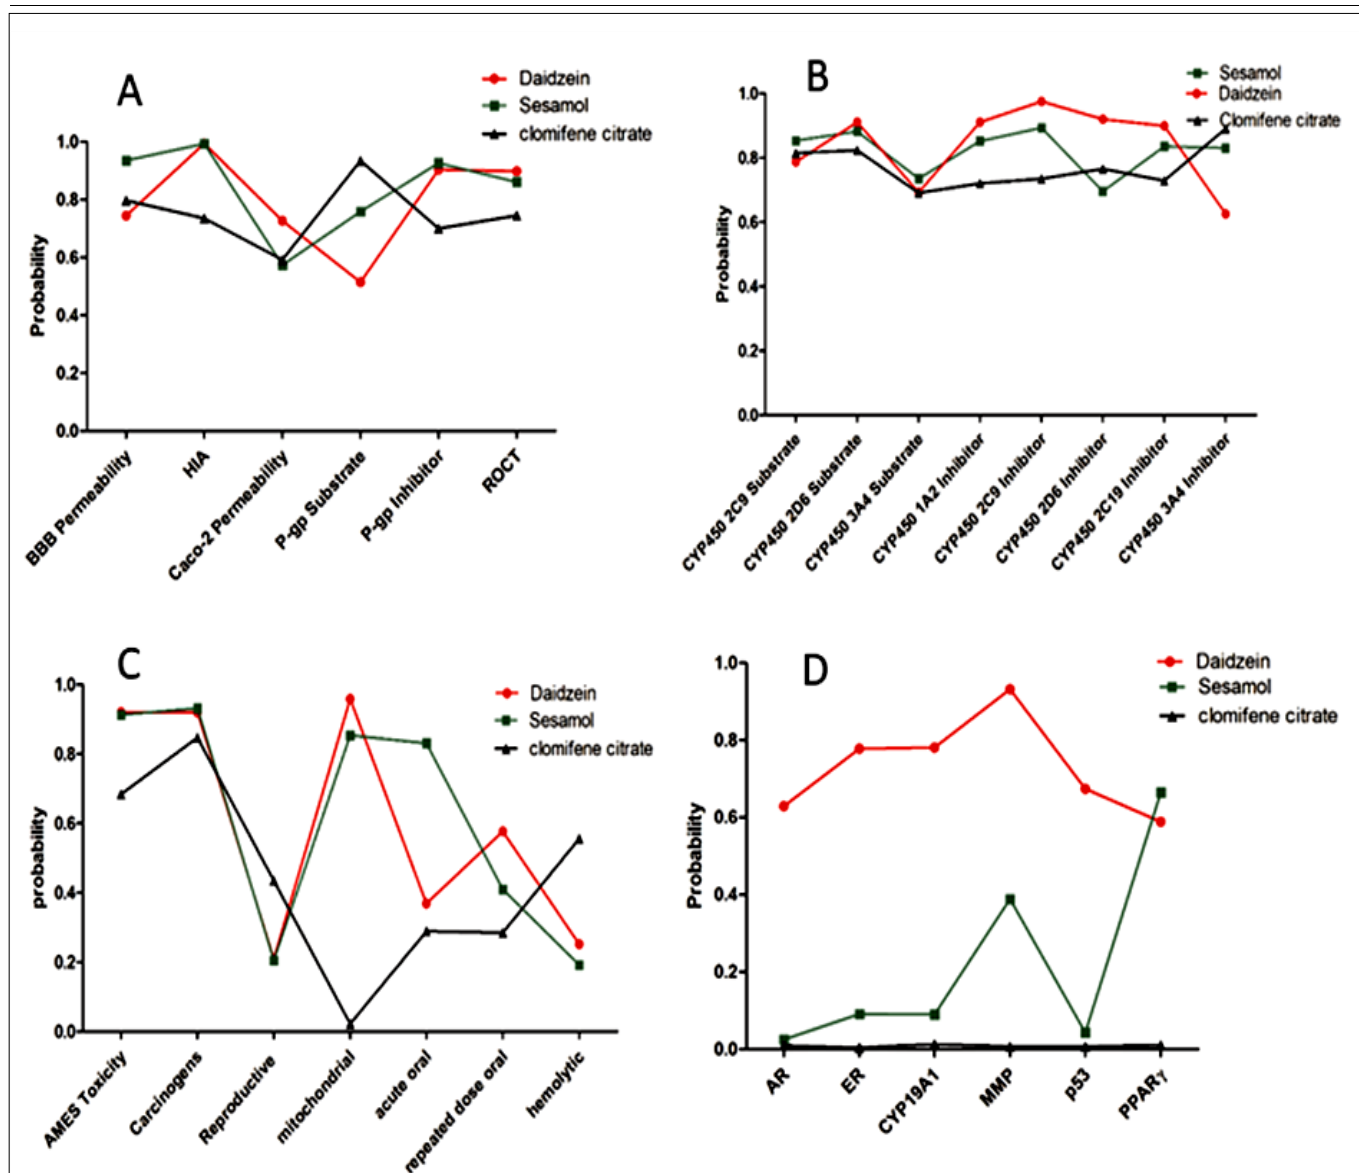 A
Daidzein
Sesamol
clomifene citrate
1.0
0.8
0.6
0.4
0.2
0.0
Probability
BBB Permeability
HIA
Caco-2 Permeability
P-gp Substrate
P-gp Inhibitor
ROCT
B
Sesamol
Daidzein
Clomifene citrate
1.0
0.8
0.6
0.4
0.2
0.0
Probability
CYP450 2C9 Substrate
CYP450 2D6 Substrate
CYP450 3A4 Substrate
CYP450 1A2 Inhibitor
CYP450 2C9 Inhibitor
CYP450 2D6 Inhibitor
CYP450 2C19 Inhibitor
CYP450 3A4 Inhibitor
C
Daidzein
Sesamol
clomifene citrate
1.0
0.8
0.6
0.4
0.2
0.0
probability
AMES Toxicity
Carcinogens
Reproductive
mitochondrial
acute oral
repeated dose oral
hemolytic
D
Daidzein
Sesamol
clomifene citrate
1.0
0.8
0.6
0.4
0.2
0.0
Probability
AR
ER
CYP19A1
MMP
p53
PPARγ